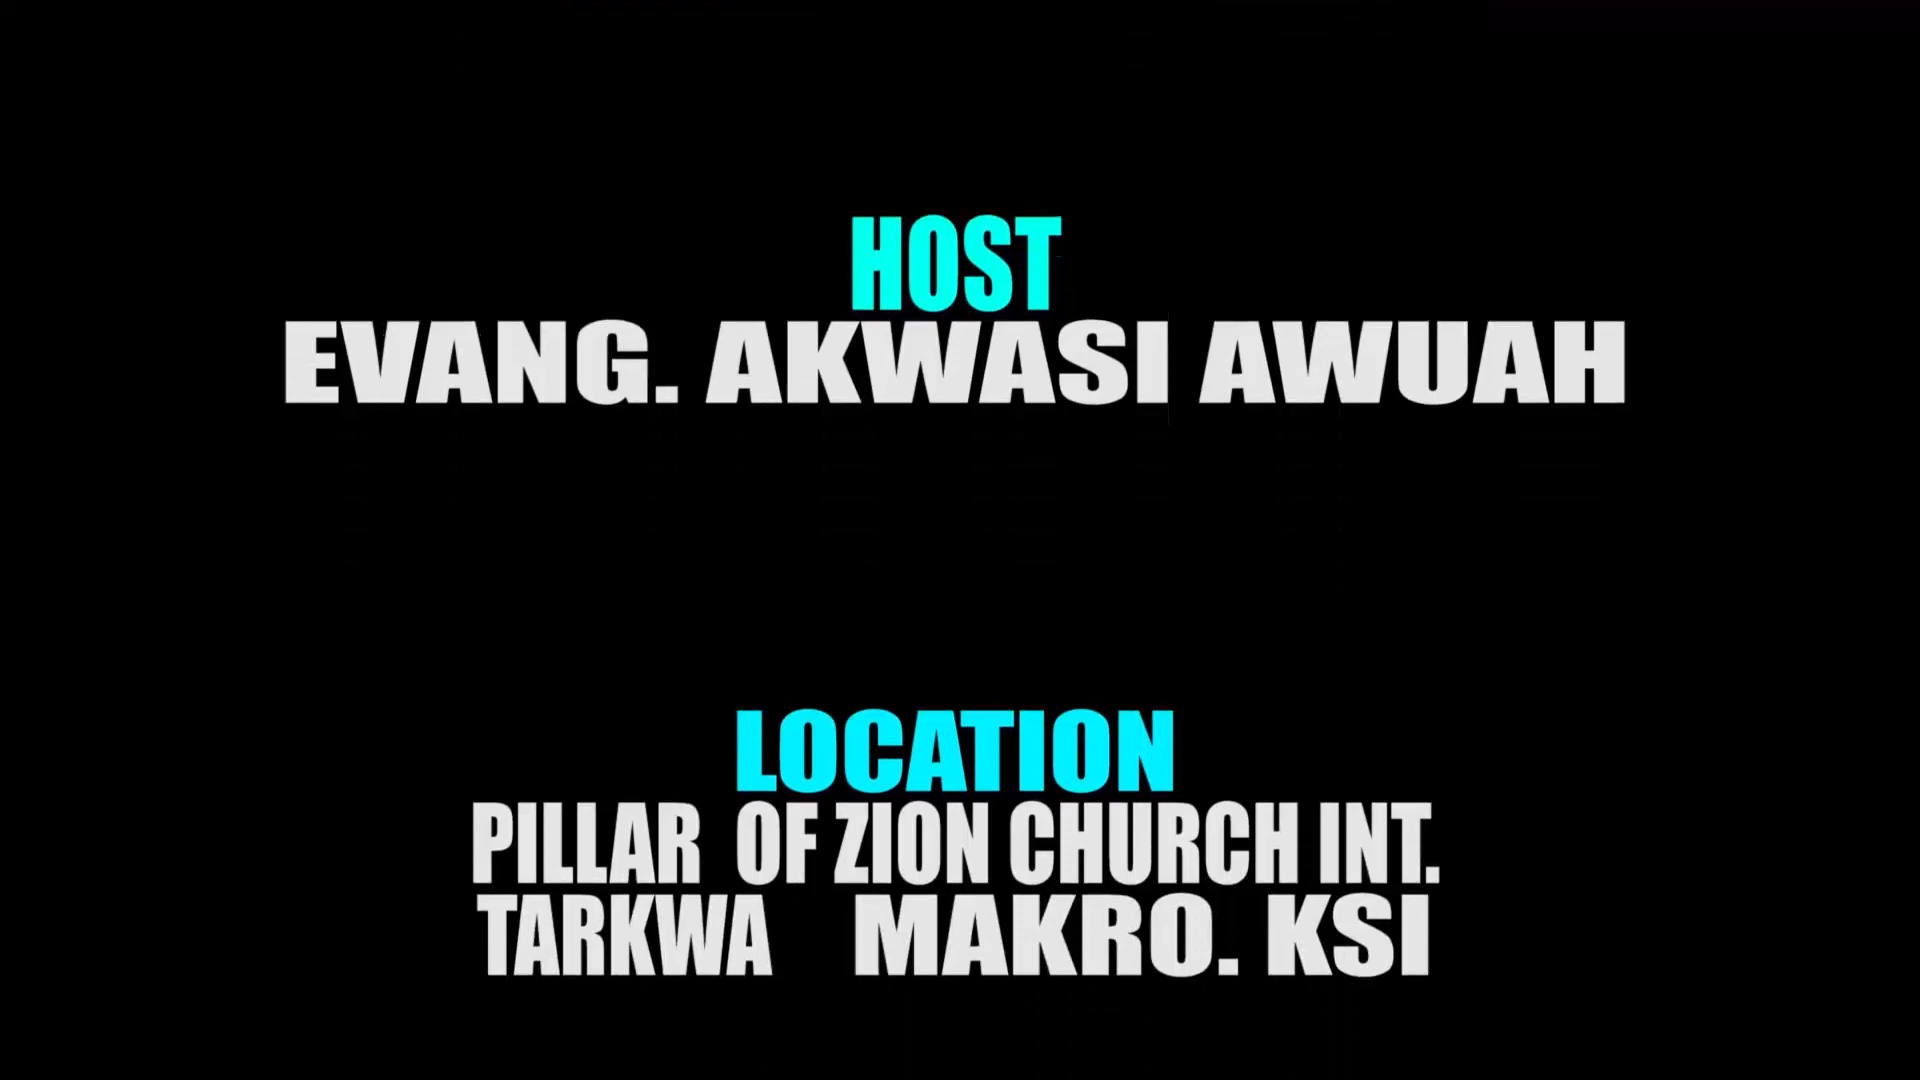 HOST
EVANG. AKWASI AWUAH
LOCATION
PILLAR OF ZION CHURCH INT.
TARKWA MAKRO. KSI